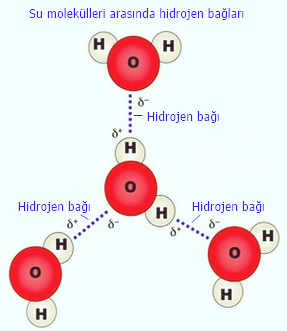 Su molekülleri arasında hidrojen bağları
H H
O
δ⁻
Hidrojen bağı
δ⁺
H
O
Hidrojen bağı Hidrojen bağı
H
δ⁺ δ⁻ δ⁺ δ⁻
H H
O O
H H